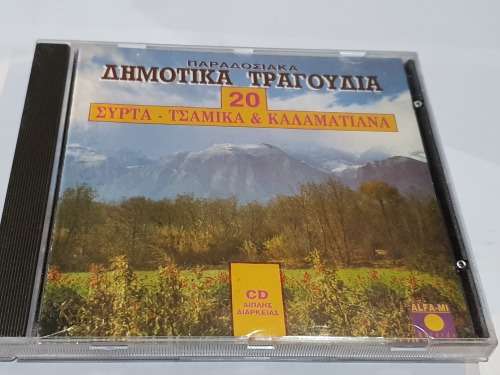 ΠΑΡΑΔΟΣΙΑΚΑ
ΔΗΜΟΤΙΚΑ ΤΡΑΓΟΥΔΙΑ
20
ΣΥΡΤΑ - ΤΣΑΜΙΚΑ & ΚΑΛΑΜΑΤΙΑΝΑ
CD
ΔΙΠΛΗΣ
ΔΙΑΡΚΕΙΑΣ
ALFA-MI